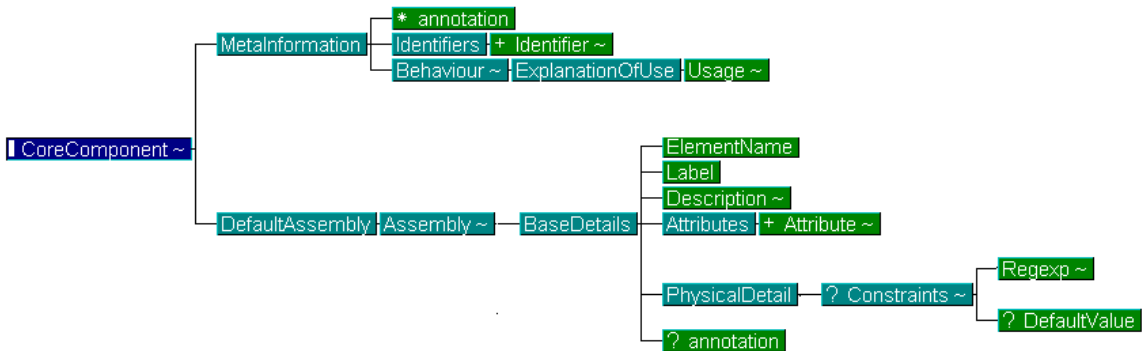 * annotation
MetaInformation Identifiers + Identifier ~
Behaviour ~ ExplanationOfUse Usage ~
CoreComponent ~
ElementName
Label
Description ~
DefaultAssembly Assembly ~ BaseDetails Attributes + Attribute ~
Regexp ~
PhysicalDetail ? Constraints ~
? DefaultValue
? annotation